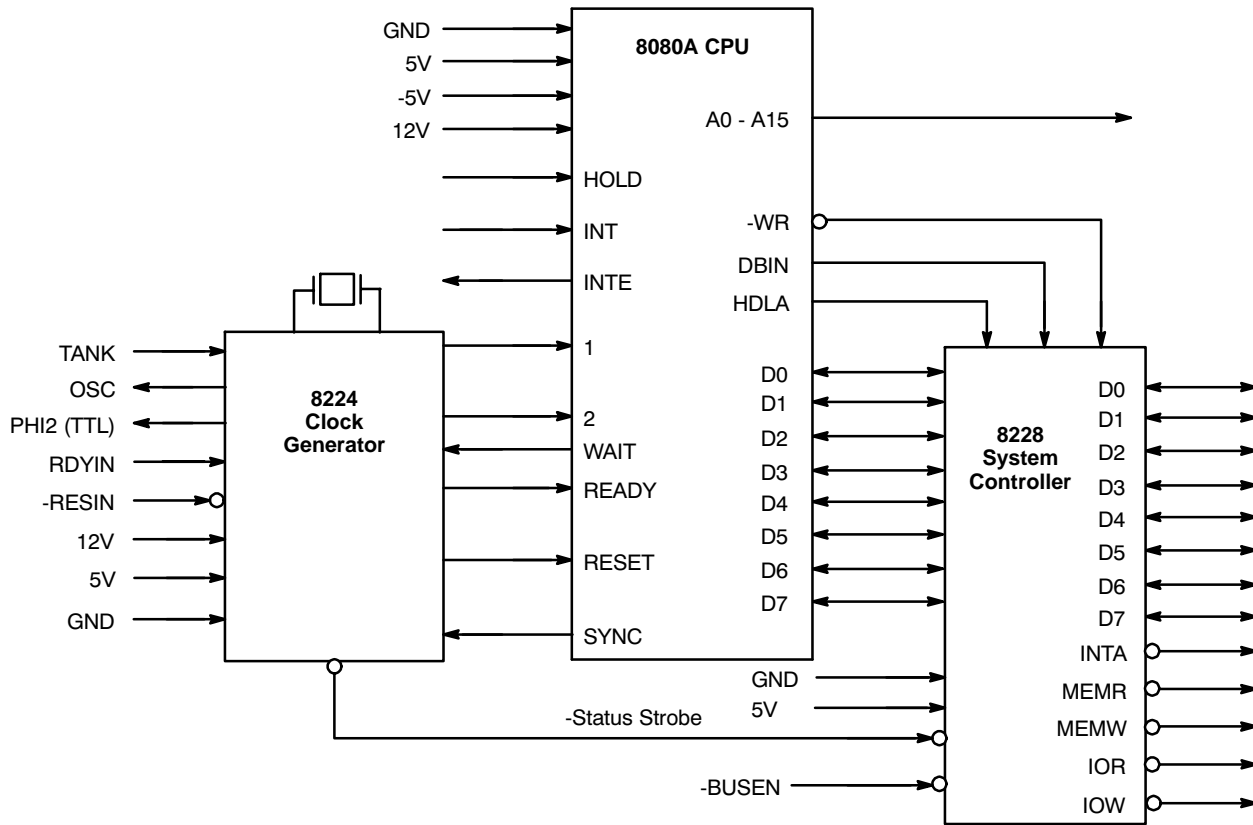 GND
5V
-5V
12V
8080A CPU
A0 - A15
HOLD
INT
INTE
-WR
DBIN
HDLA
1
2
WAIT
READY
RESET
SYNC
D0
D1
D2
D3
D4
D5
D6
D7
TANK
OSC
PHI2 (TTL)
RDYIN
-RESIN
12V
5V
GND
8224
Clock
Generator
8228
System
Controller
D0
D1
D2
D3
D4
D5
D6
D7
INTA
MEMR
MEMW
IOR
IOW
GND
5V
-Status Strobe
-BUSEN